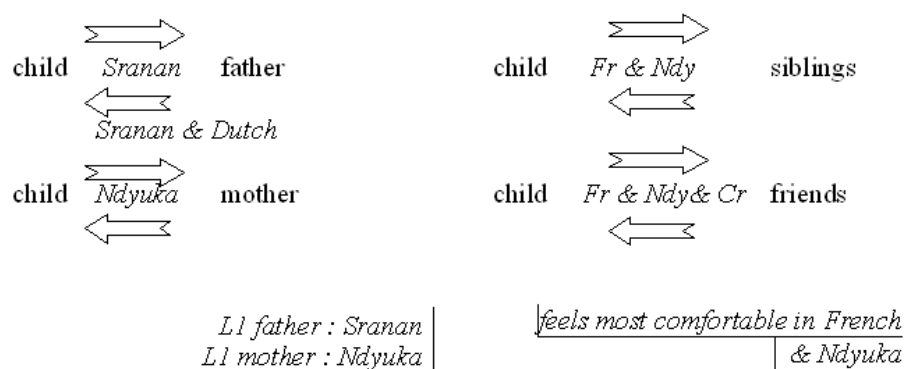 child Sranan father
Sranan & Dutch
child Ndyuka mother
child Fr & Ndy siblings
child Fr & Ndy& Cr friends
L1 father : Sranan
L1 mother : Ndyuka
feels most comfortable in French
& Ndyuka